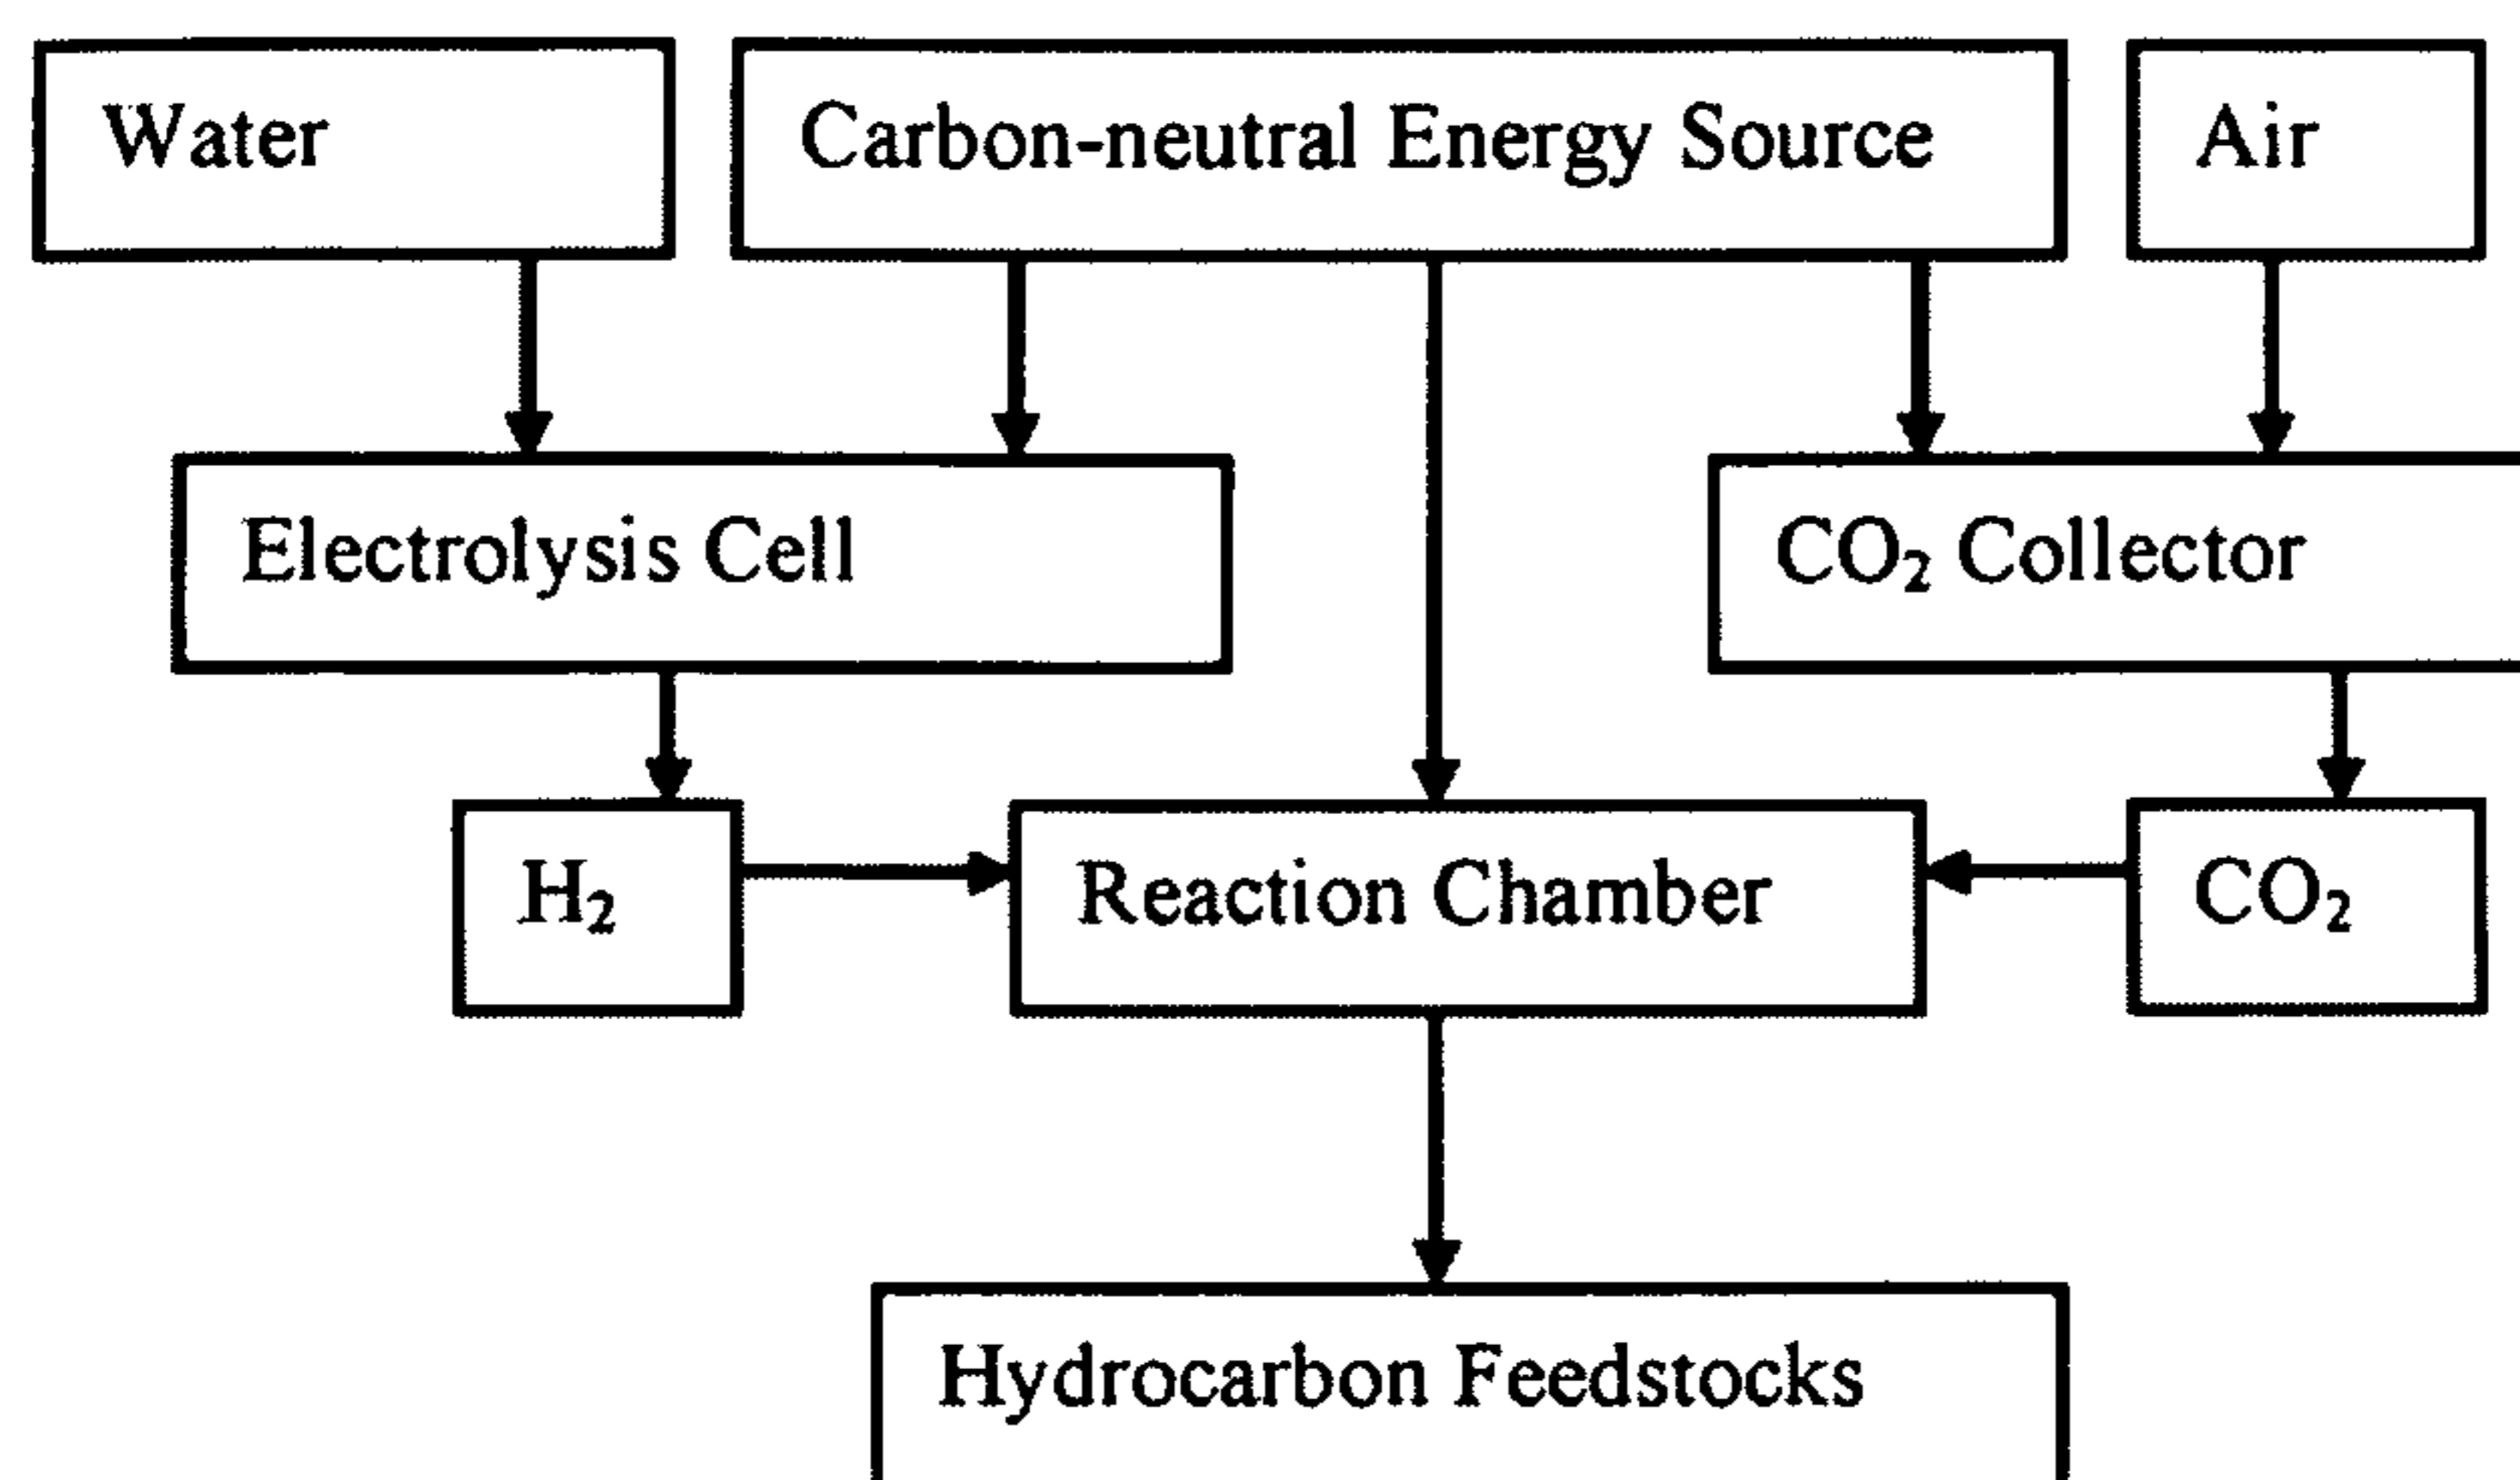 Water
Carbon-neutral Energy Source
Air
Electrolysis Cell
CO₂ Collector
H₂
Reaction Chamber
CO₂
Hydrocarbon Feedstocks